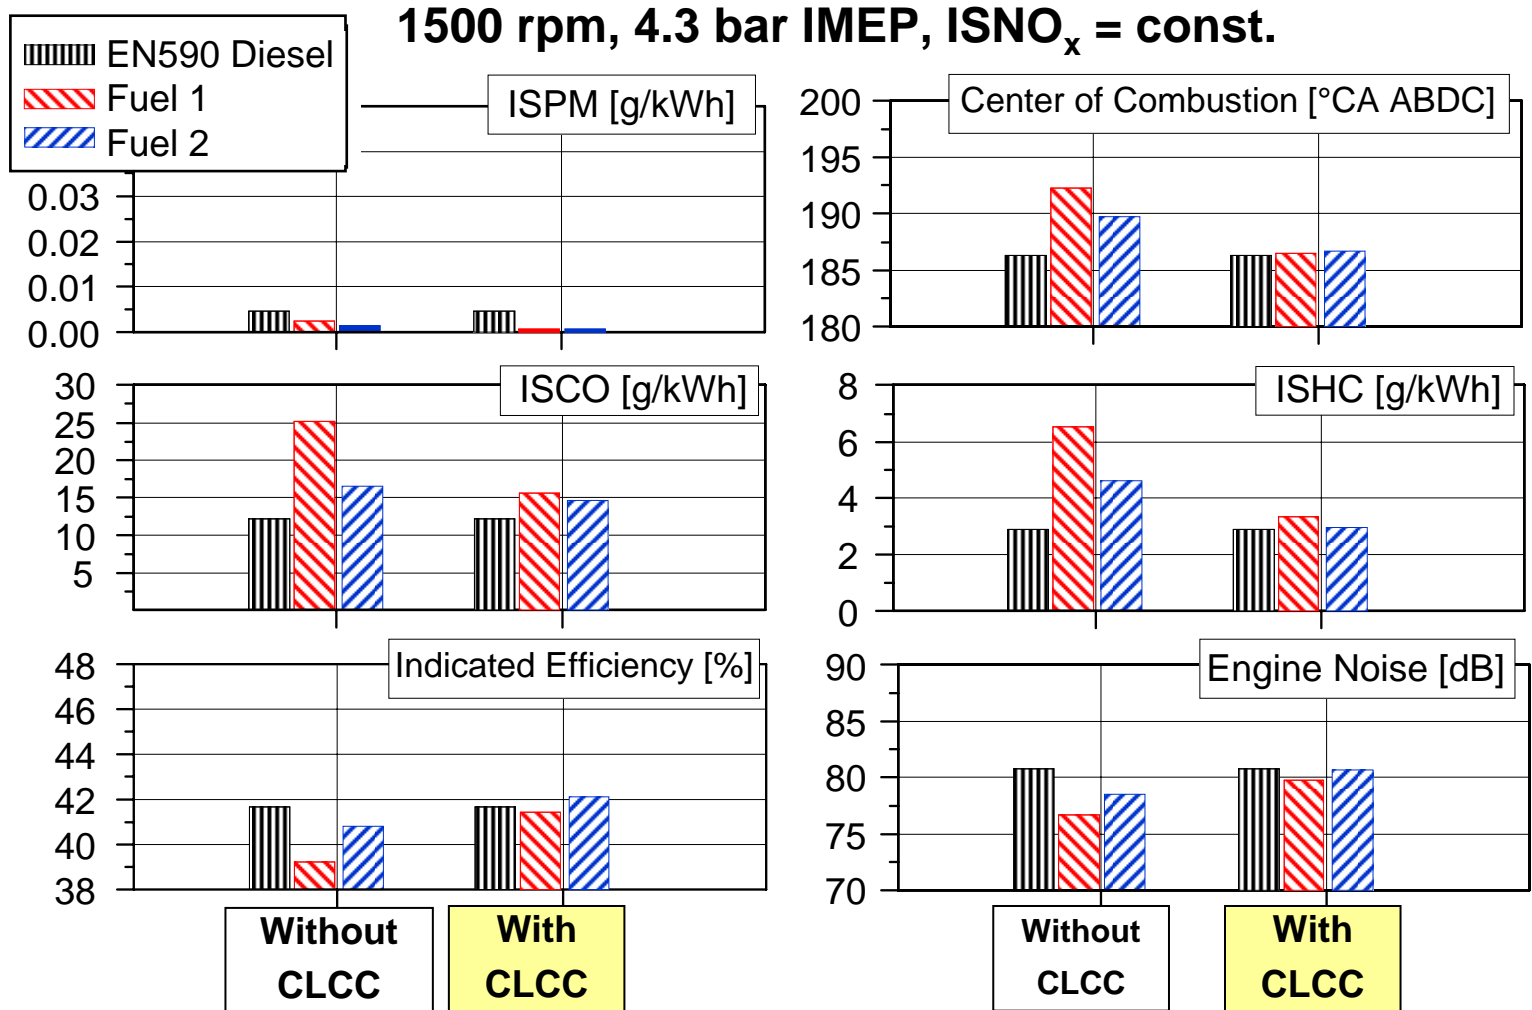 1500 rpm, 4.3 bar IMEP, ISNOx = const.
EN590 Diesel
Fuel 1
Fuel 2
ISPM [g/kWh]
0.03
0.02
0.01
0.00
Center of Combustion [°CA ABDC]
200
195
190
185
180
ISCO [g/kWh]
30
25
20
15
10
5
ISHC [g/kWh]
8
6
4
2
0
Indicated Efficiency [%]
48
46
44
42
40
38
Engine Noise [dB]
90
85
80
75
70
Without
CLCC
With
CLCC
Without
CLCC
With
CLCC